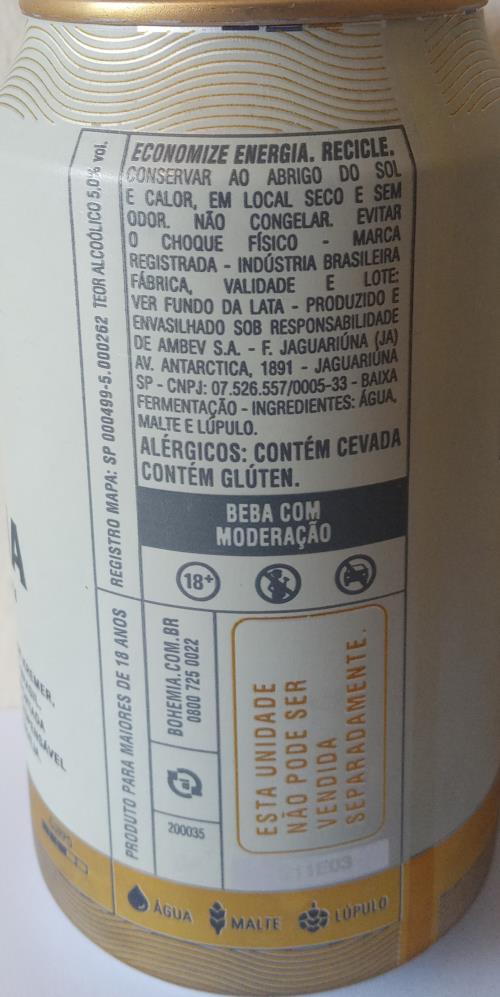 ECONOMIZE ENERGIA. RECICLE.
CONSERVAR AO ABRIGO DO SOL
E CALOR, EM LOCAL SECO E SEM
ODOR. NÃO CONGELAR. EVITAR
O CHOQUE FÍSICO - MARCA
REGISTRADA - INDÚSTRIA BRASILEIRA
FÁBRICA, VALIDADE E LOTE:
VER FUNDO DA LATA - PRODUZIDO E
ENVASILHADO SOB RESPONSABILIDADE
DE AMBEV S.A. - F. JAGUARIÚNA (JA)
AV. ANTARCTICA, 1891 - JAGUARIÚNA
SP - CNPJ: 07.526.557/0005-33 - BAIXA
FERMENTAÇÃO - INGREDIENTES: ÁGUA,
MALTE E LÚPULO.
ALÉRGICOS: CONTÉM CEVADA
CONTÉM GLÚTEN.
BEBA COM
MODERAÇÃO
18+
REGISTRO MAPA: SP 000499-5.000262 TEOR ALCOÓLICO 5,0% vol.
PRODUTO PARA MAIORES DE 18 ANOS
BOHEMIA.COM.BR
0800 725 0022
al
200035
ESTA UNIDADE
NÃO PODE SER
VENDIDA
SEPARADAMENTE.
11E03
ÁGUA MALTE LÚPULO